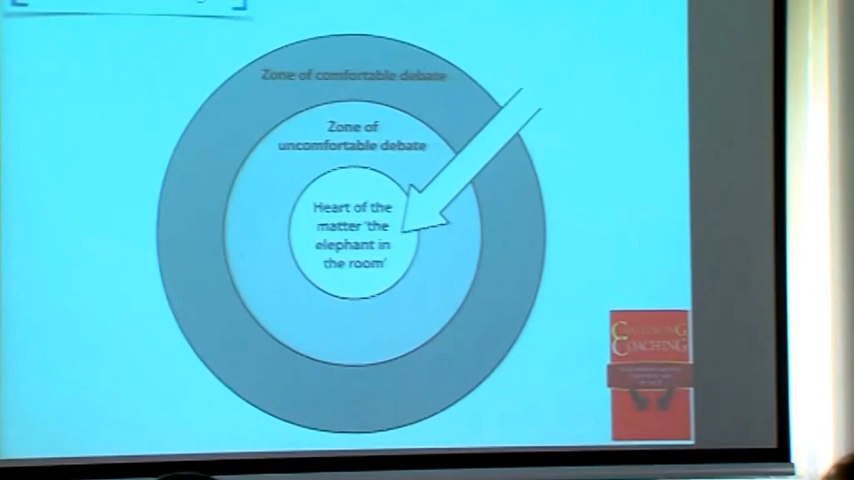 Zone of comfortable debate
Zone of
uncomfortable debate
Heart of the
matter 'the
elephant in
the room'
CHALLENGING
COACHING